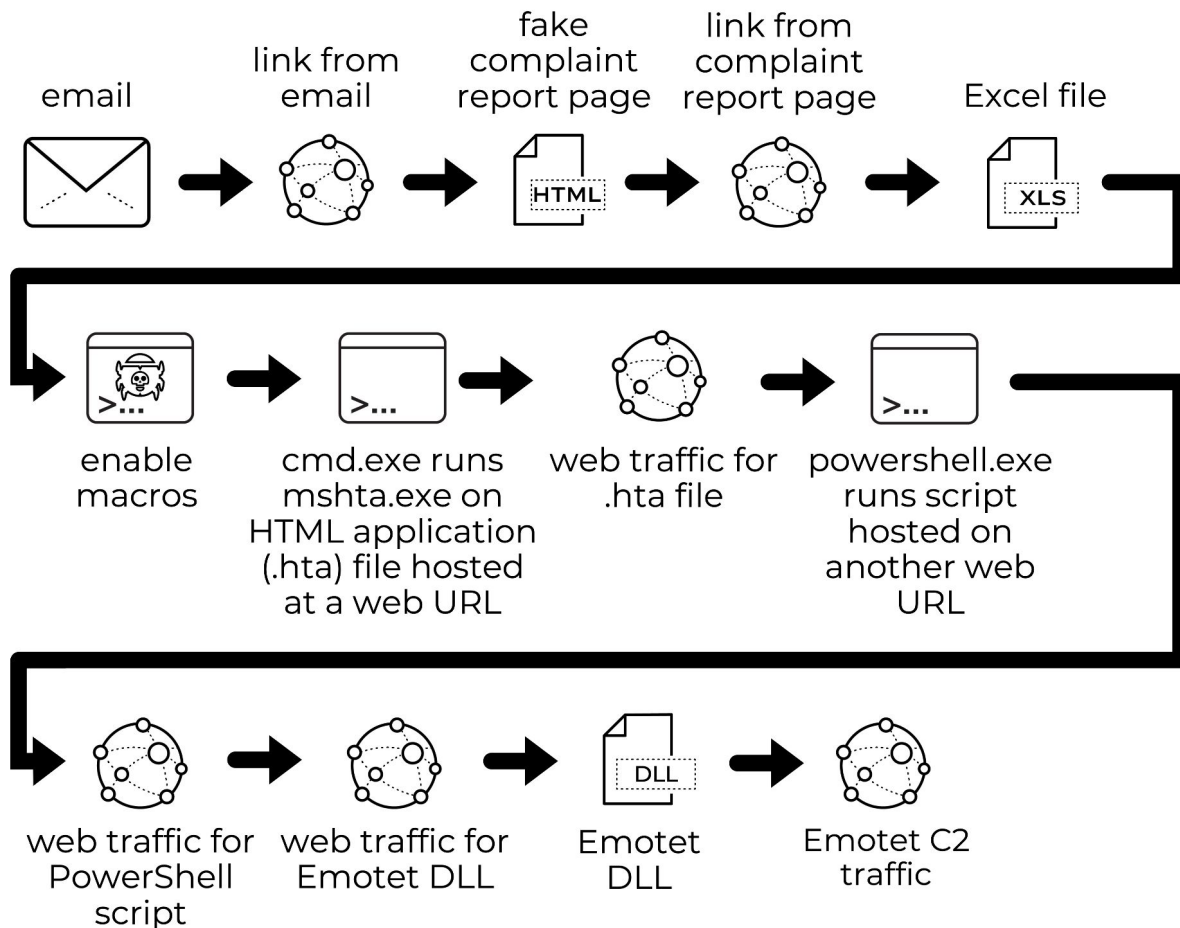 email
link from
email
fake
complaint
report page
link from
complaint
report page
Excel file
HTML
XLS
>...
enable
macros
>...
cmd.exe runs
mshta.exe on
HTML application
(.hta) file hosted
at a web URL
web traffic for
.hta file
>...
powershell.exe
runs script
hosted on
another web
URL
web traffic for
PowerShell
script
web traffic for
Emotet DLL
DLL
Emotet
DLL
Emotet C2
traffic